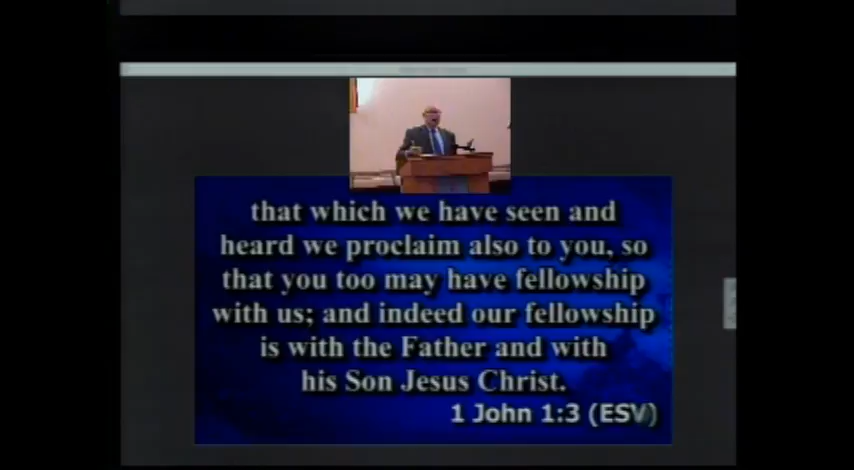 that which we have seen and
heard we proclaim also to you, so
that you too may have fellowship
with us; and indeed our fellowship
is with the Father and with
his Son Jesus Christ.
1 John 1:3 (ESV)